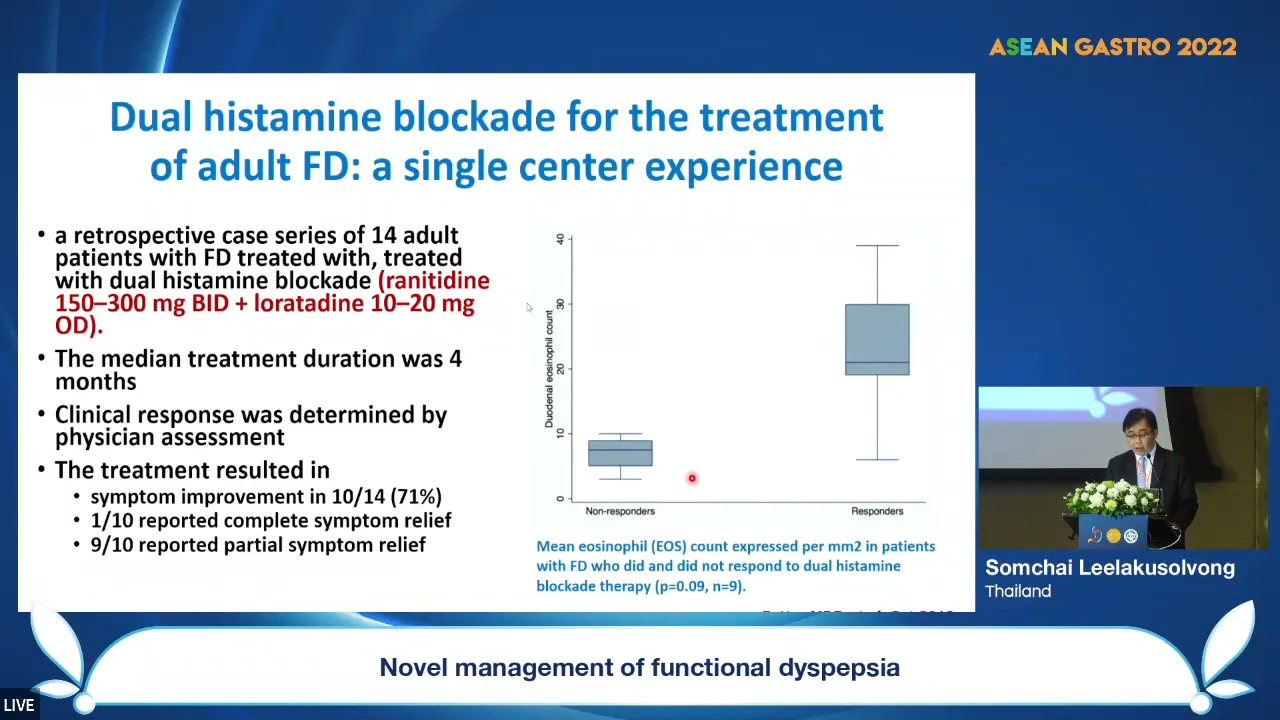 ASEAN GASTRO 2022
Dual histamine blockade for the treatment
of adult FD: a single center experience
• a retrospective case series of 14 adult
patients with FD treated with, treated
with dual histamine blockade (ranitidine
150–300 mg BID + loratadine 10–20 mg
OD).
• The median treatment duration was 4
months
• Clinical response was determined by
physician assessment
• The treatment resulted in
• symptom improvement in 10/14 (71%)
• 1/10 reported complete symptom relief
• 9/10 reported partial symptom relief
Duodenal eosinophil count
40
30
20
10
0
Non-responders
Responders
Mean eosinophil (EOS) count expressed per mm2 in patients
with FD who did and did not respond to dual histamine
blockade therapy (p=0.09, n=9).
Somchai Leelakusolvong
Thailand
Novel management of functional dyspepsia
LIVE